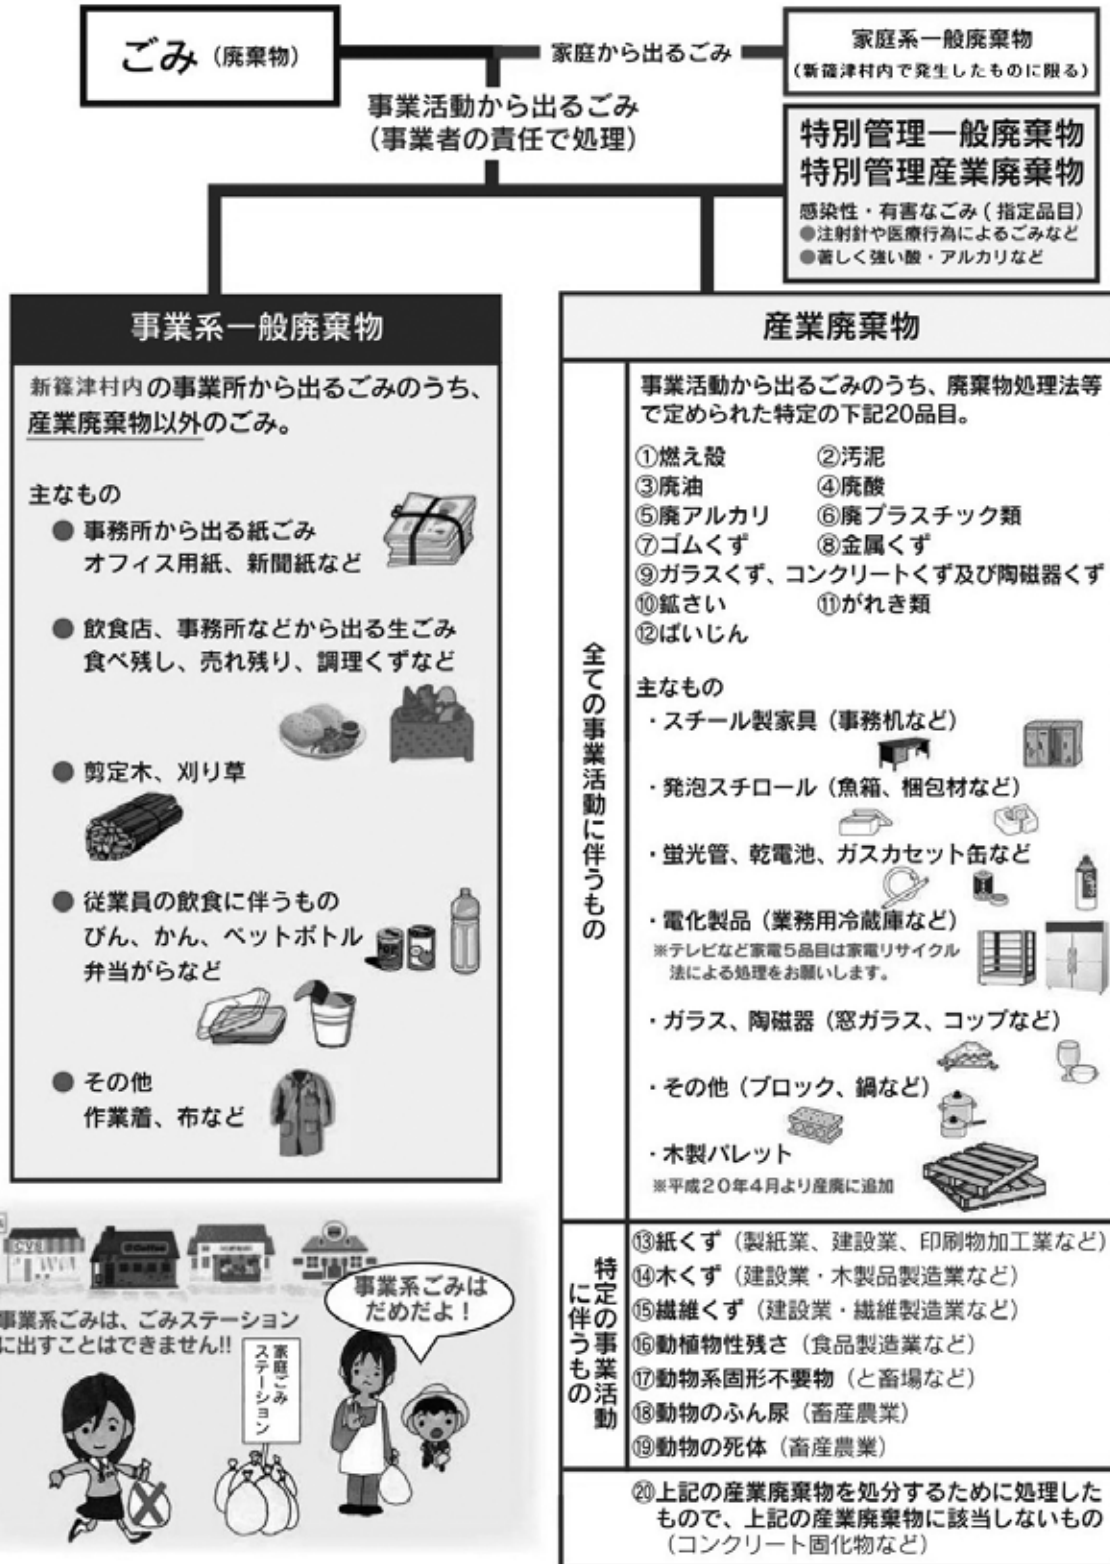 ごみ（廃棄物）
家庭から出るごみ
家庭系一般廃棄物
（新篠津村内で発生したものに限る）
事業活動から出るごみ
（事業者の責任で処理）
特別管理一般廃棄物
特別管理産業廃棄物
感染性・有害なごみ（指定品目）
●注射針や医療行為によるごみなど
●著しく強い酸・アルカリなど
事業系一般廃棄物
新篠津村内の事業所から出るごみのうち、
産業廃棄物以外のごみ。
主なもの
● 事務所から出る紙ごみ
オフィス用紙、新聞紙など
● 飲食店、事務所などから出る生ごみ
食べ残し、売れ残り、調理くずなど
● 剪定木、刈り草
● 従業員の飲食に伴うもの
びん、かん、ペットボトル
弁当がらなど
● その他
作業着、布など
CVS
事業系ごみは、ごみステーション
に出すことはできません!!
事業系ごみは
だめだよ！
家庭ごみ
ステーション
産業廃棄物
全ての事業活動に伴うもの
事業活動から出るごみのうち、廃棄物処理法等
で定められた特定の下記20品目。
①燃え殻 ②汚泥
③廃油 ④廃酸
⑤廃アルカリ ⑥廃プラスチック類
⑦ゴムくず ⑧金属くず
⑨ガラスくず、コンクリートくず及び陶磁器くず
⑩鉱さい ⑪がれき類
⑫ばいじん
主なもの
・スチール製家具（事務机など）
・発泡スチロール（魚箱、梱包材など）
・蛍光管、乾電池、ガスカセット缶など
・電化製品（業務用冷蔵庫など）
※テレビなど家電５品目は家電リサイクル
法による処理をお願いします。
・ガラス、陶磁器（窓ガラス、コップなど）
・その他（ブロック、鍋など）
・木製パレット
※平成２０年４月より産廃に追加
特定の事業活動
に伴うもの
⑬紙くず（製紙業、建設業、印刷物加工業など）
⑭木くず（建設業・木製品製造業など）
⑮繊維くず（建設業・繊維製造業など）
⑯動植物性残さ（食品製造業など）
⑰動物系固形不要物（と畜場など）
⑱動物のふん尿（畜産農業）
⑲動物の死体（畜産農業）
⑳上記の産業廃棄物を処分するために処理した
もので、上記の産業廃棄物に該当しないもの
（コンクリート固化物など）